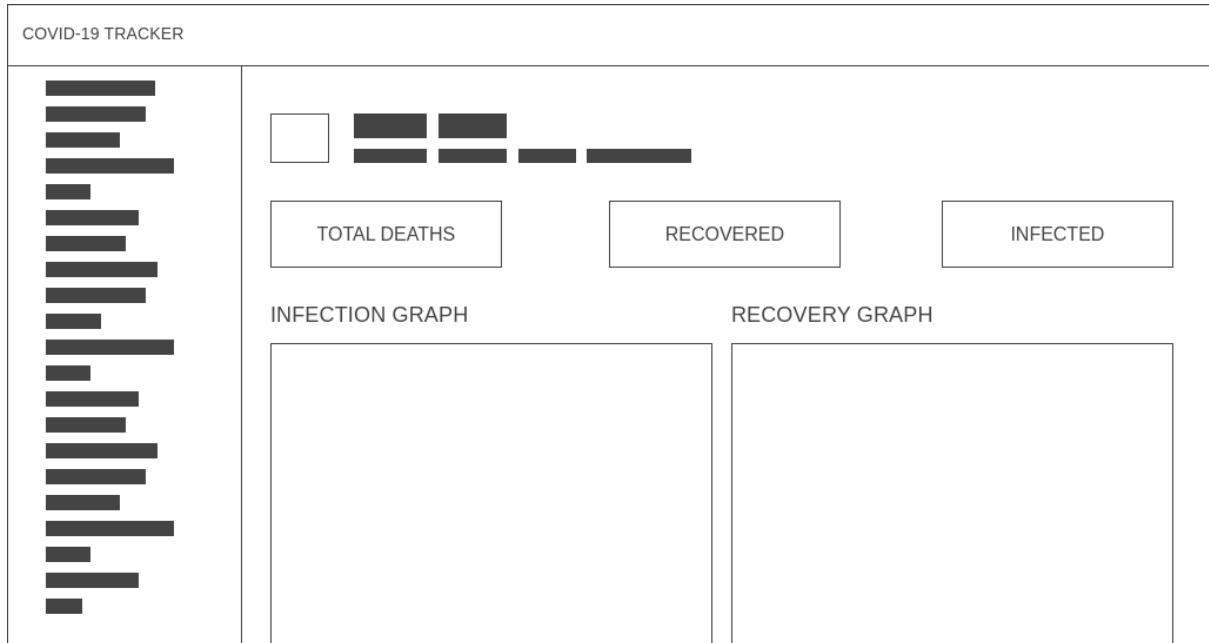 COVID-19 TRACKER
TOTAL DEATHS
RECOVERED
INFECTED
INFECTION GRAPH
RECOVERY GRAPH